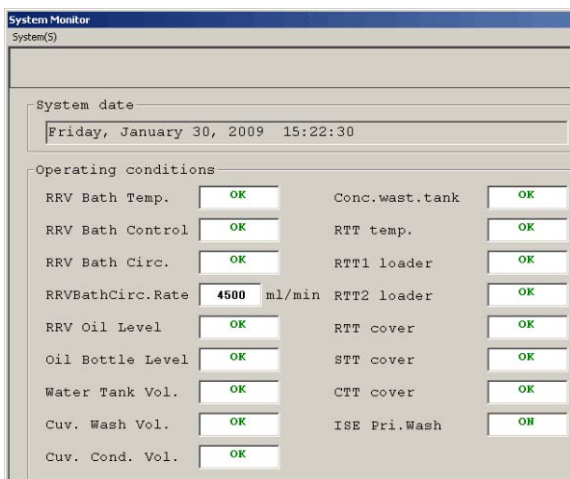 System Monitor
System(S)
System date
Friday, January 30, 2009 15:22:30
Operating conditions
RRV Bath Temp. OK Conc.wast.tank OK
RRV Bath Control OK RTT temp. OK
RRV Bath Circ. OK RTT1 loader OK
RRVBathCirc.Rate 4500 ml/min RTT2 loader OK
RRV Oil Level OK RTT cover OK
Oil Bottle Level OK STT cover OK
Water Tank Vol. OK CTT cover OK
Cuv. Wash Vol. OK ISE Pri.Wash ON
Cuv. Cond. Vol. OK